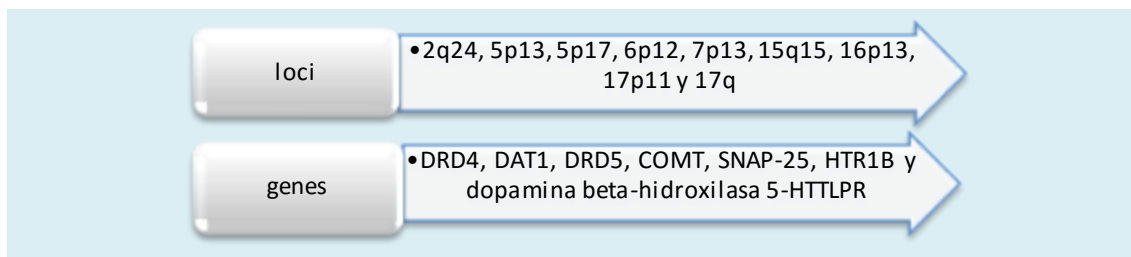 loci
•2q24, 5p13, 5p17, 6p12, 7p13, 15q15, 16p13,
17p11 y 17q
genes
•DRD4, DAT1, DRD5, COMT, SNAP-25, HTR1B y
dopamina beta-hidroxilasa 5-HTTLPR